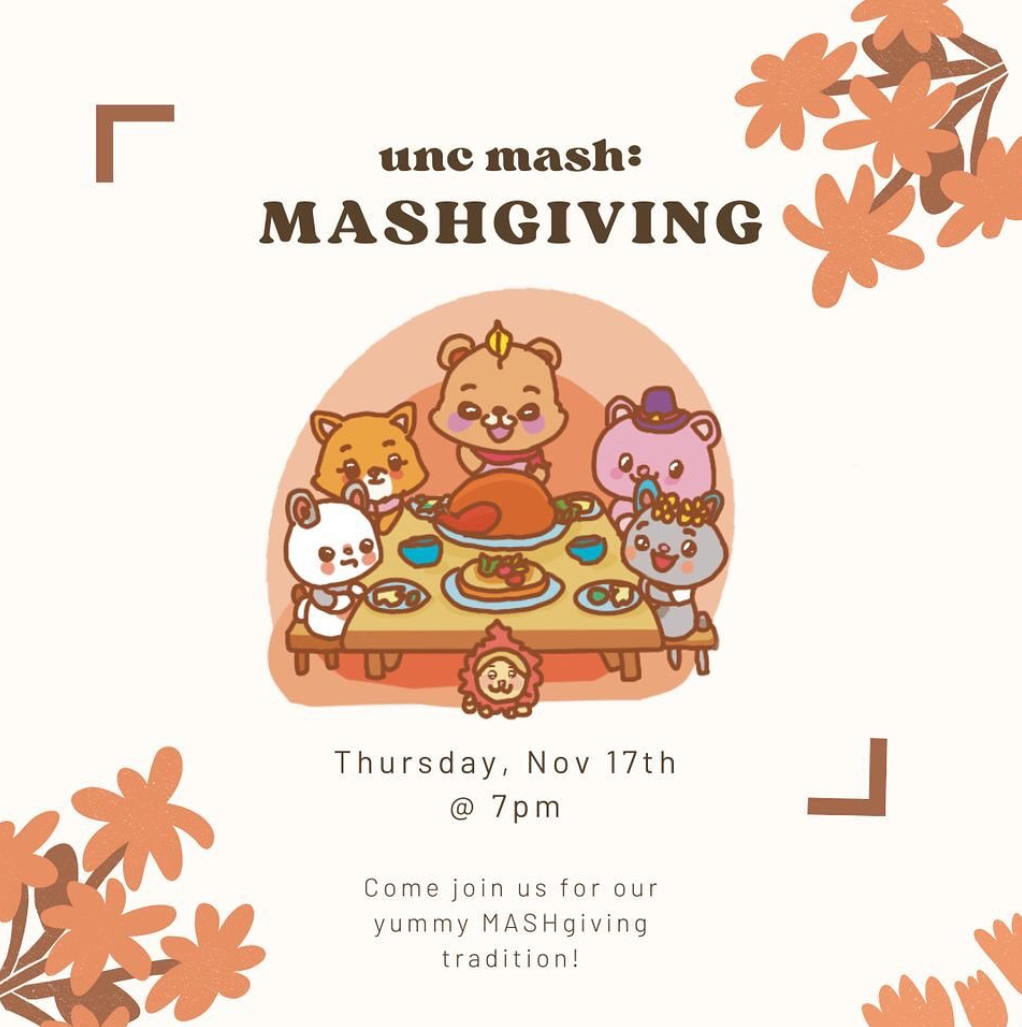 unc mash:
MASHGIVING
Thursday, Nov 17th
@ 7pm
Come join us for our
yummy MASHgiving
tradition!